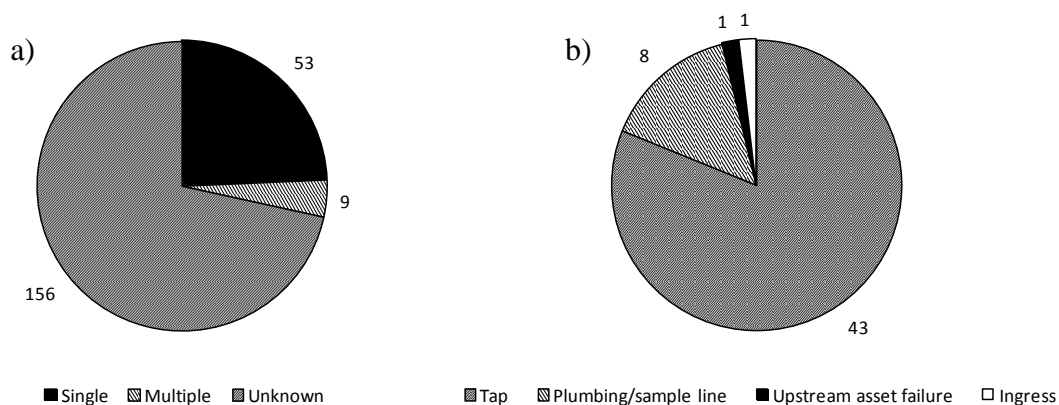 a)
53
9
156
Single Multiple Unknown
b)
1 1
8
43
Tap Plumbing/sample line Upstream asset failure Ingress